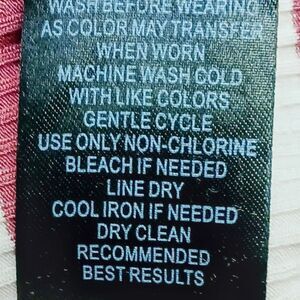 WASH BEFORE WEARING
AS COLOR MAY TRANSFER
WHEN WORN
MACHINE WASH COLD
WITH LIKE COLORS
GENTLE CYCLE
USE ONLY NON-CHLORINE
BLEACH IF NEEDED
LINE DRY
COOL IRON IF NEEDED
DRY CLEAN
RECOMMENDED
BEST RESULTS